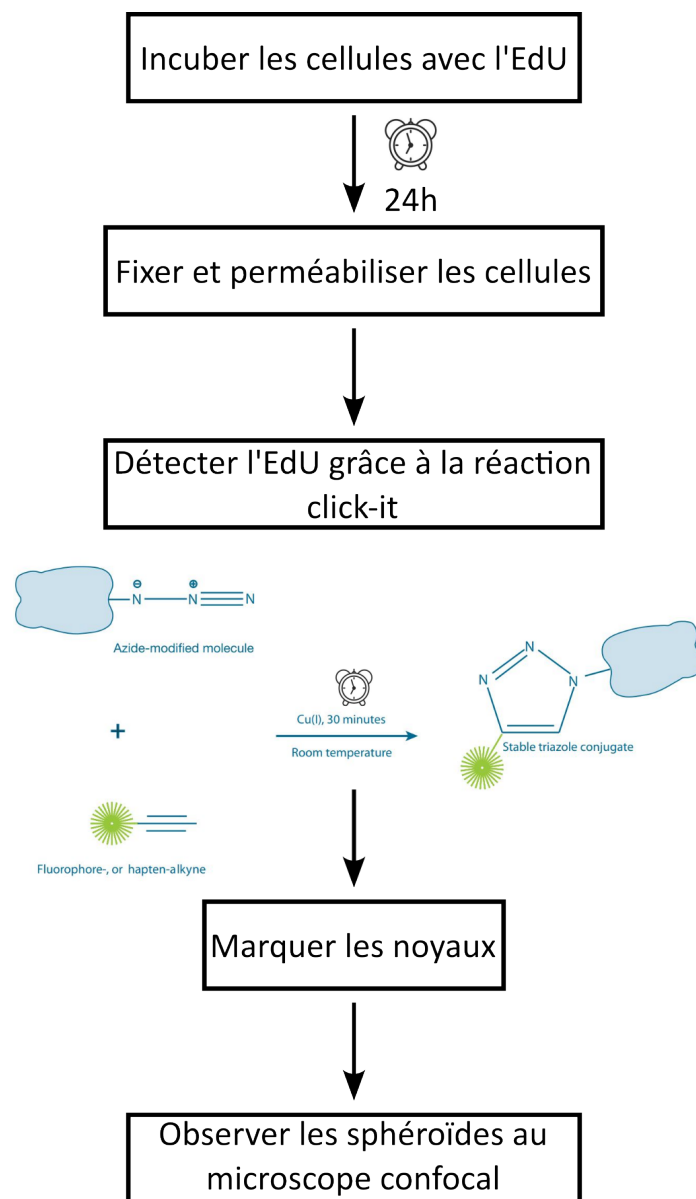 Incuber les cellules avec l'EdU
24h
Fixer et perméabiliser les cellules
Détecter l'EdU grâce à la réaction
click-it
⊖ ⊕
N N N
Azide-modified molecule
+
Cu(I), 30 minutes
Room temperature
N
N N
Stable triazole conjugate
Fluorophore-, or hapten-alkyne
Marquer les noyaux
Observer les sphéroïdes au
microscope confocal